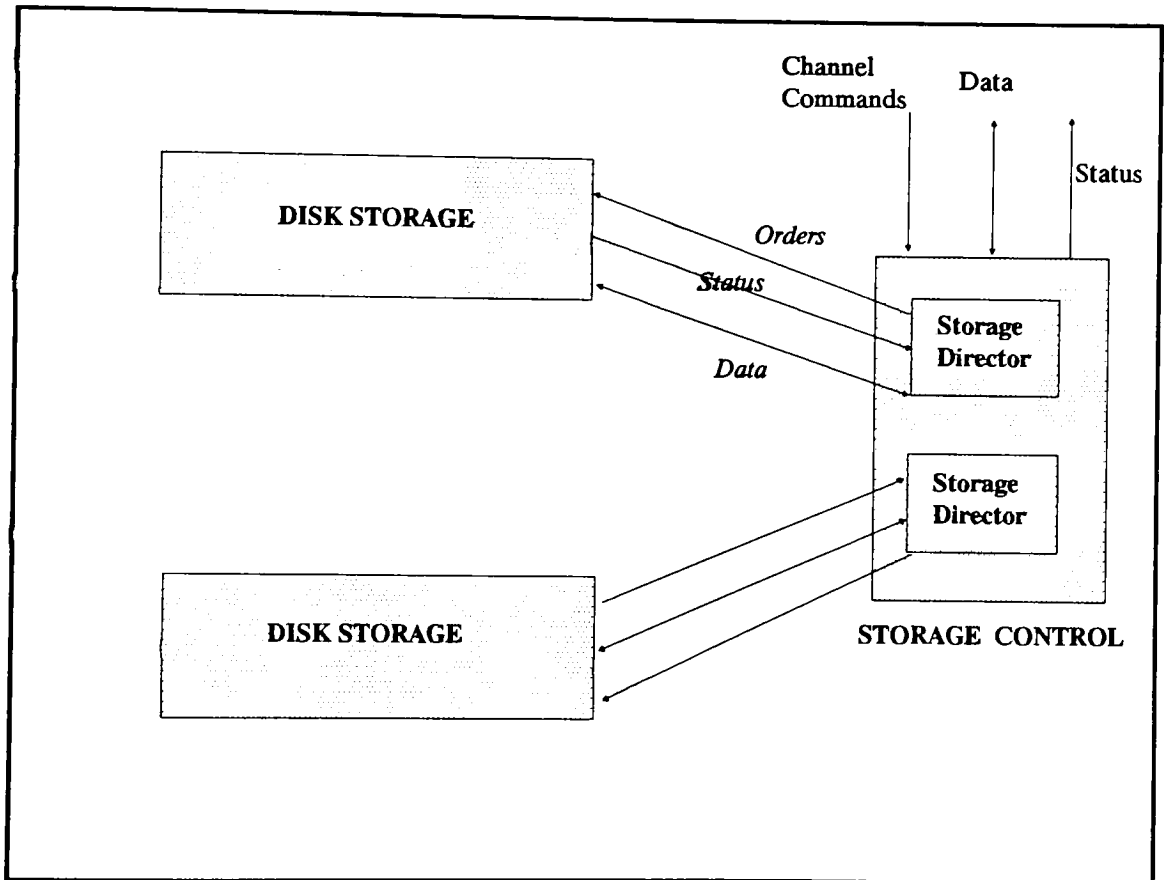 Channel
Commands
Data
Status
DISK STORAGE
Orders
Status
Data
Storage
Director
Storage
Director
DISK STORAGE
STORAGE CONTROL